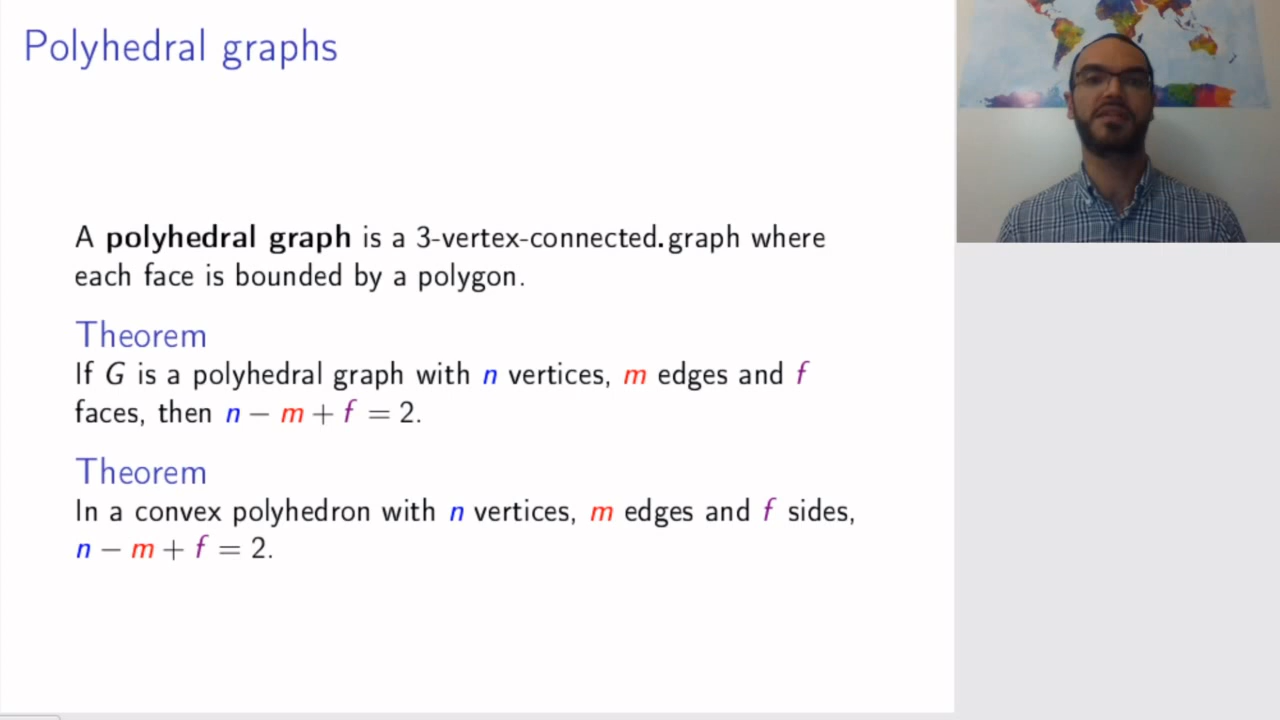 Polyhedral graphs
A polyhedral graph is a 3-vertex-connected.graph where
each face is bounded by a polygon.
Theorem
If G is a polyhedral graph with n vertices, m edges and f
faces, then n − m + f = 2.
Theorem
In a convex polyhedron with n vertices, m edges and f sides,
n − m + f = 2.